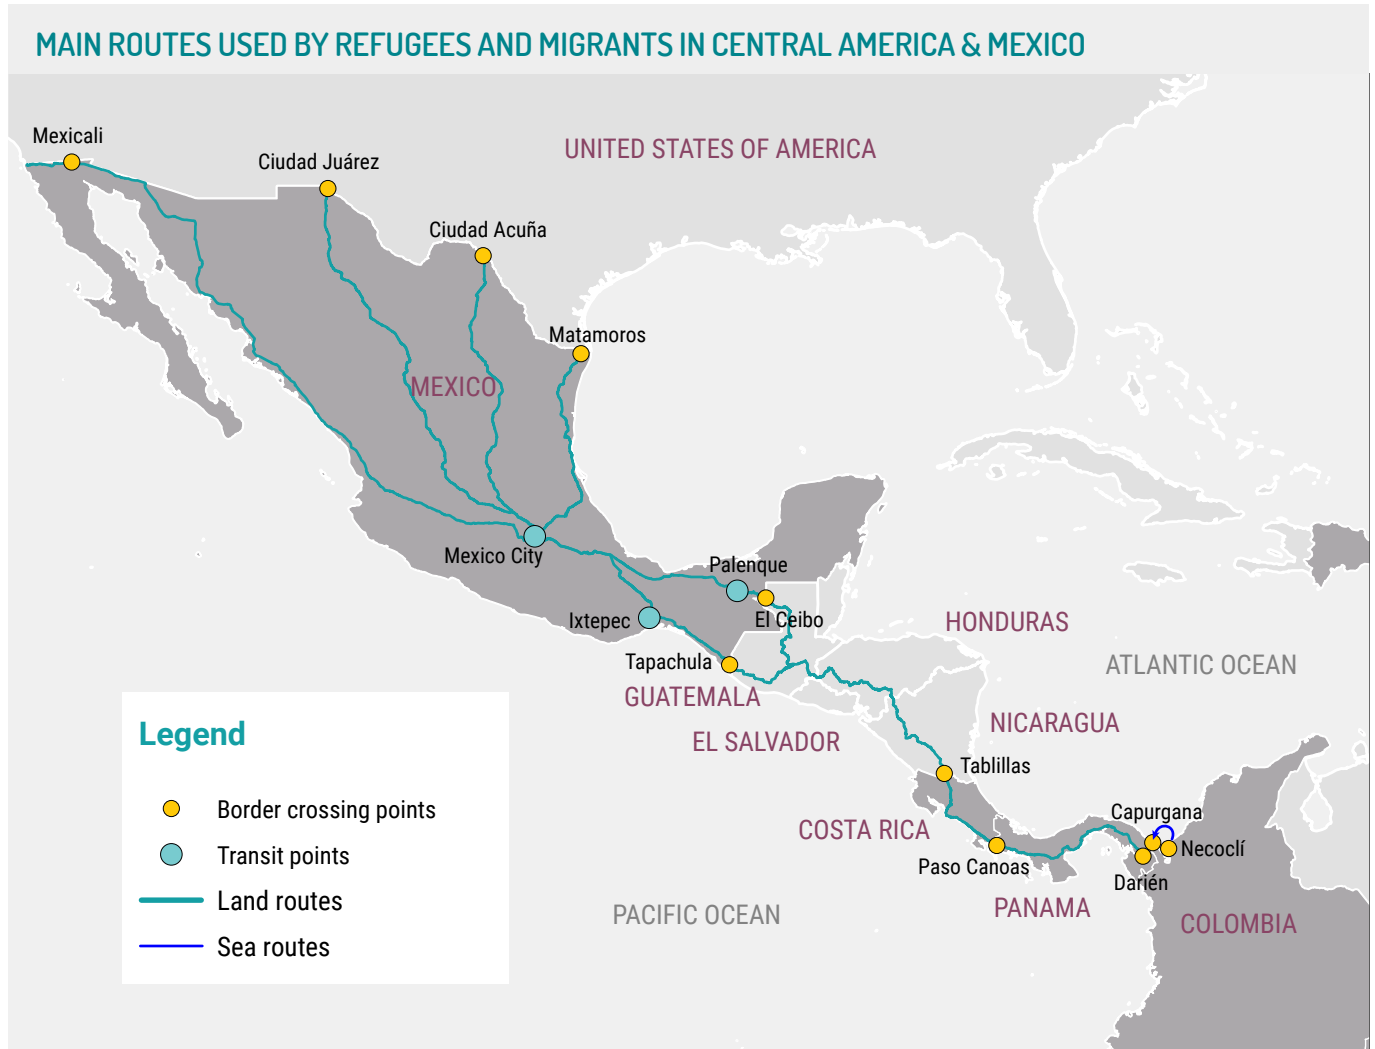 MAIN ROUTES USED BY REFUGEES AND MIGRANTS IN CENTRAL AMERICA & MEXICO
Mexicali
Ciudad Juárez
UNITED STATES OF AMERICA
Ciudad Acuña
Matamoros
MEXICO
Mexico City
Palenque
Ixtepec
El Ceibo
HONDURAS
Tapachula
ATLANTIC OCEAN
GUATEMALA
NICARAGUA
EL SALVADOR
Tablillas
Capurgana
COSTA RICA
Necoclí
Paso Canoas
Darién
PANAMA
PACIFIC OCEAN
COLOMBIA
Legend
Border crossing points
Transit points
Land routes
Sea routes